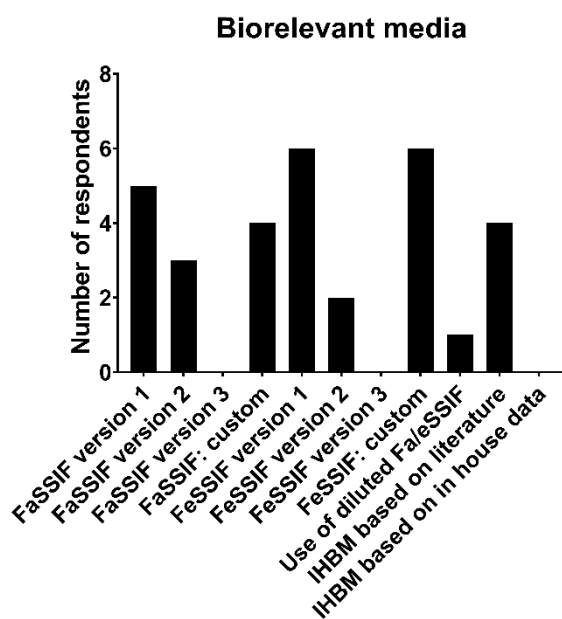 Biorelevant media
Number of respondents
8
6
4
2
0
FaSSIF version 1
FaSSIF version 2
FaSSIF version 3
FaSSIF: custom
FeSSIF version 1
FeSSIF version 2
FeSSIF version 3
FeSSIF: custom
Use of diluted Fa/eSSIF
IHBM based on literature
IHBM based on in house data